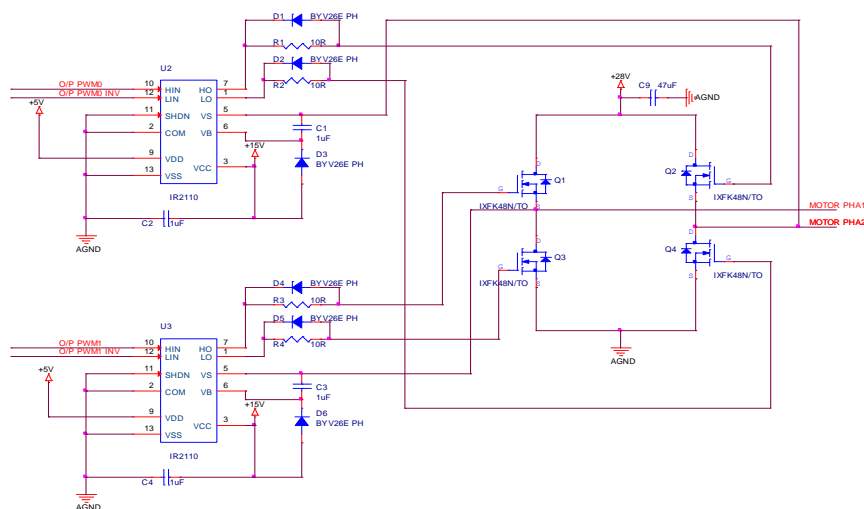 D1 BYV26E PH
R1 10R
D2 BYV26E PH
R2 10R
U2
O/P PWM0 10 HIN HO 7
O/P PWM0 INV 12 LIN LO 1
+5V
11 SHDN VS 5
2 COM VB 6
C1
1uF
+15V
9 VDD VCC 3
13 VSS
D3
BYV26E PH
IR2110
C2 1uF
AGND
+28V
C9 47uF
AGND
D
Q1
G
IXFK48N/TO
S
D
Q2
G
IXFK48N/TO
S
MOTOR PHA1
MOTOR PHA2
D
Q3
G
IXFK48N/TO
S
D
Q4
G
IXFK48N/TO
S
AGND
D4 BYV26E PH
R3 10R
D5 BYV26E PH
R4 10R
U3
O/P PWM1 10 HIN HO 7
O/P PWM1 INV 12 LIN LO 1
+5V
11 SHDN VS 5
2 COM VB 6
C3
1uF
+15V
9 VDD VCC 3
13 VSS
D6
BYV26E PH
IR2110
C4 1uF
AGND